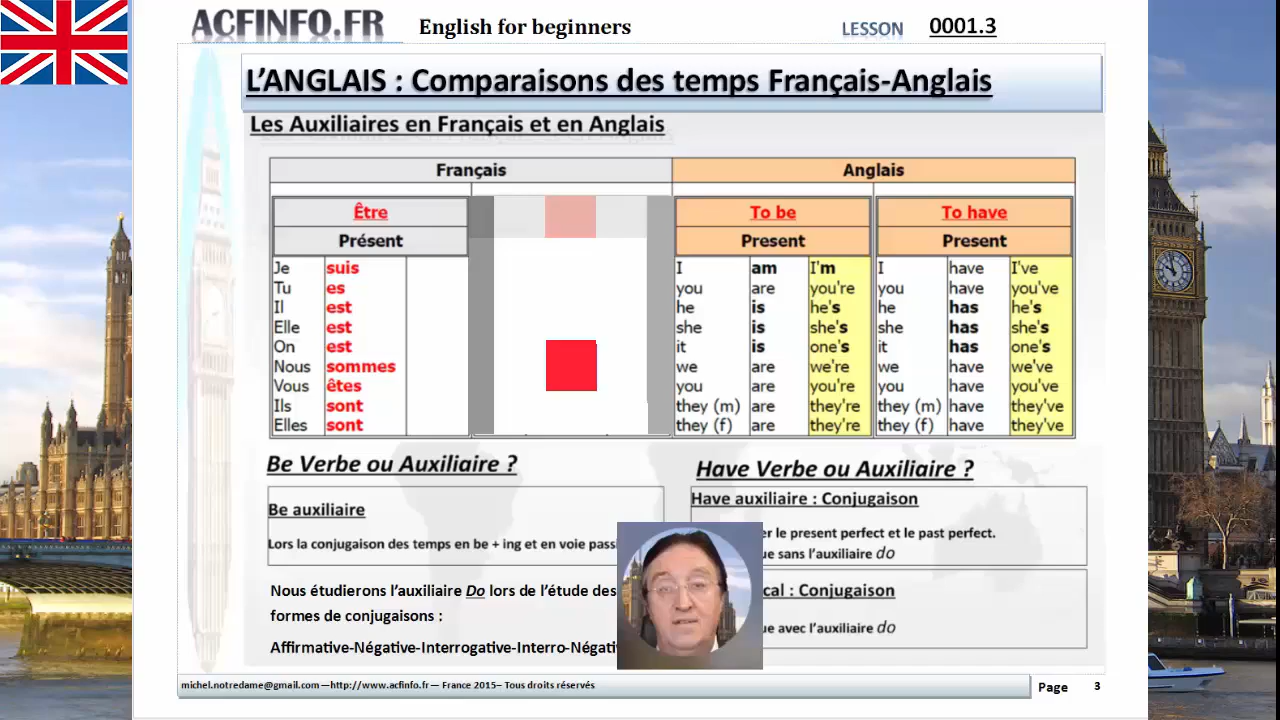 ACFINFO.FR English for beginners LESSON 0001.3
L'ANGLAIS : Comparaisons des temps Français-Anglais
Les Auxiliaires en Français et en Anglais
Français Anglais
Être To be To have
Présent Present Present
Je suis I am I'm I have I've
Tu es you are you're you have you've
Il est he is he's he has he's
Elle est she is she's she has she's
On est it is one's it has one's
Nous sommes we are we're we have we've
Vous êtes you are you're you have you've
Ils sont they (m) are they're they (m) have they've
Elles sont they (f) are they're they (f) have they've
Be Verbe ou Auxiliaire ?
Be auxiliaire
Lors la conjugaison des temps en be + ing et en voie
Nous étudierons l'auxiliaire Do lors de l'étude des
formes de conjugaisons :
Affirmative-Négative-Interrogative-Interro-
Have Verbe ou Auxiliaire ?
Have auxiliaire : Conjugaison
le present perfect et le past perfect.
sans l'auxiliaire do
: Conjugaison
avec l'auxiliaire do
michel.notredame@gmail.com —http://www.acfinfo.fr— France 2015– Tous droits réservés
Page 3